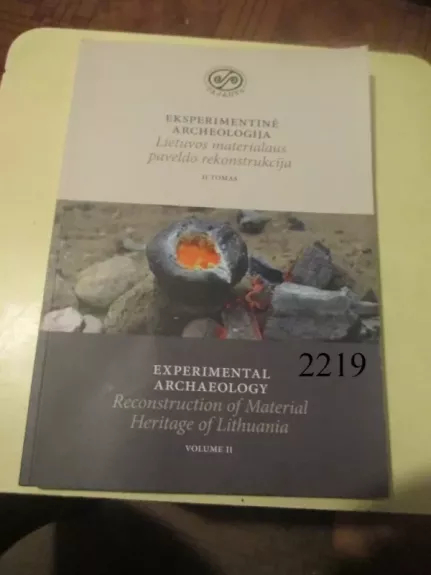 PAJAUTA
EKSPERIMENTINĖ
ARCHEOLOGIJA
Lietuvos materialaus
paveldo rekonstrukcija
II TOMAS
2219
EXPERIMENTAL
ARCHAEOLOGY
Reconstruction of Material
Heritage of Lithuania
VOLUME II